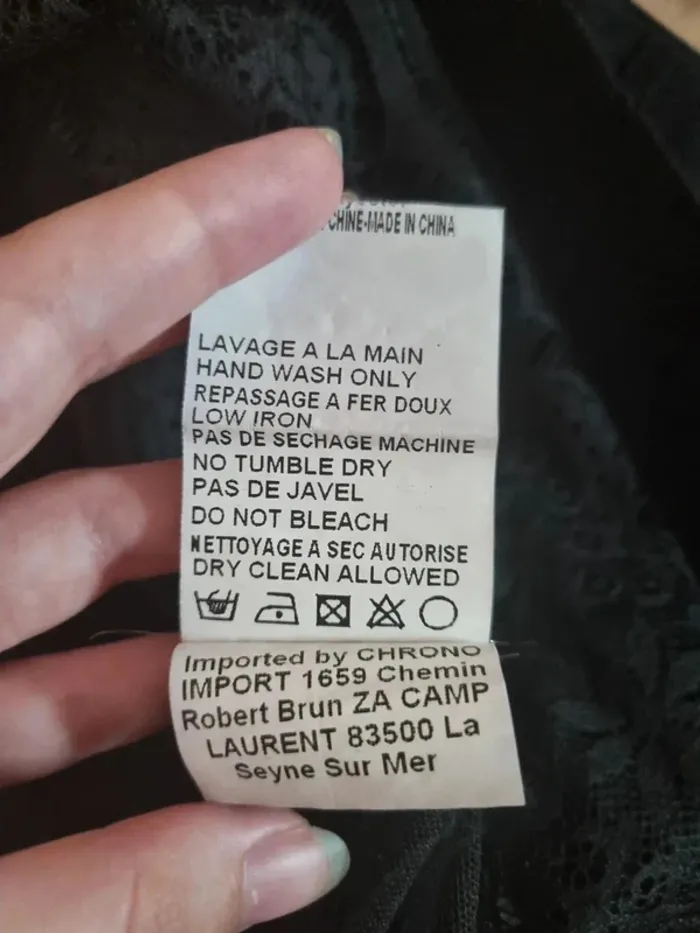 CHINE-MADE IN CHINA
LAVAGE A LA MAIN
HAND WASH ONLY
REPASSAGE A FER DOUX
LOW IRON
PAS DE SECHAGE MACHINE
NO TUMBLE DRY
PAS DE JAVEL
DO NOT BLEACH
NETTOYAGE A SEC AUTORISE
DRY CLEAN ALLOWED
Imported by CHRONO
IMPORT 1659 Chemin
Robert Brun ZA CAMP
LAURENT 83500 La
Seyne Sur Mer